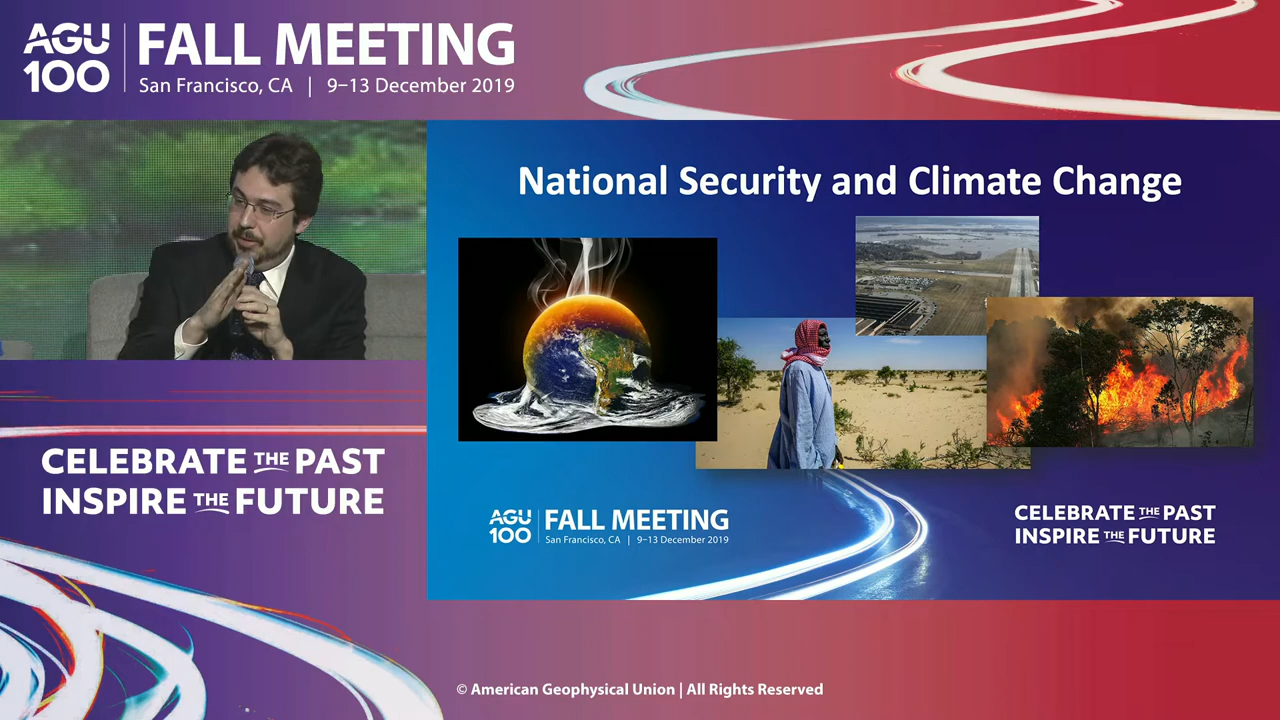 AGU
100
FALL MEETING
San Francisco, CA | 9–13 December 2019
National Security and Climate Change
CELEBRATE THE PAST
INSPIRE THE FUTURE
AGU
100
FALL MEETING
San Francisco, CA | 9–13 December 2019
CELEBRATE THE PAST
INSPIRE THE FUTURE
© American Geophysical Union | All Rights Reserved